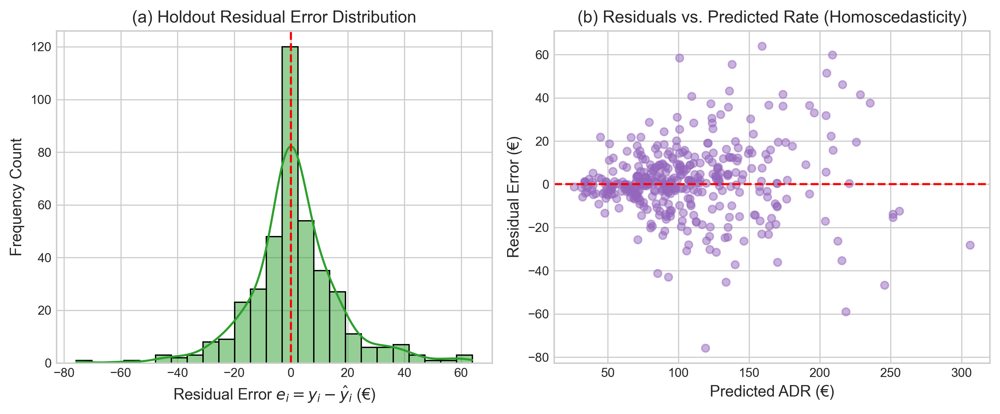 (a) Holdout Residual Error Distribution
Frequency Count
120
100
80
60
40
20
0
−80 −60 −40 −20 0 20 40 60
Residual Error e_i = y_i − ŷ_i (€)
(b) Residuals vs. Predicted Rate (Homoscedasticity)
Residual Error (€)
60
40
20
0
−20
−40
−60
−80
50 100 150 200 250 300
Predicted ADR (€)